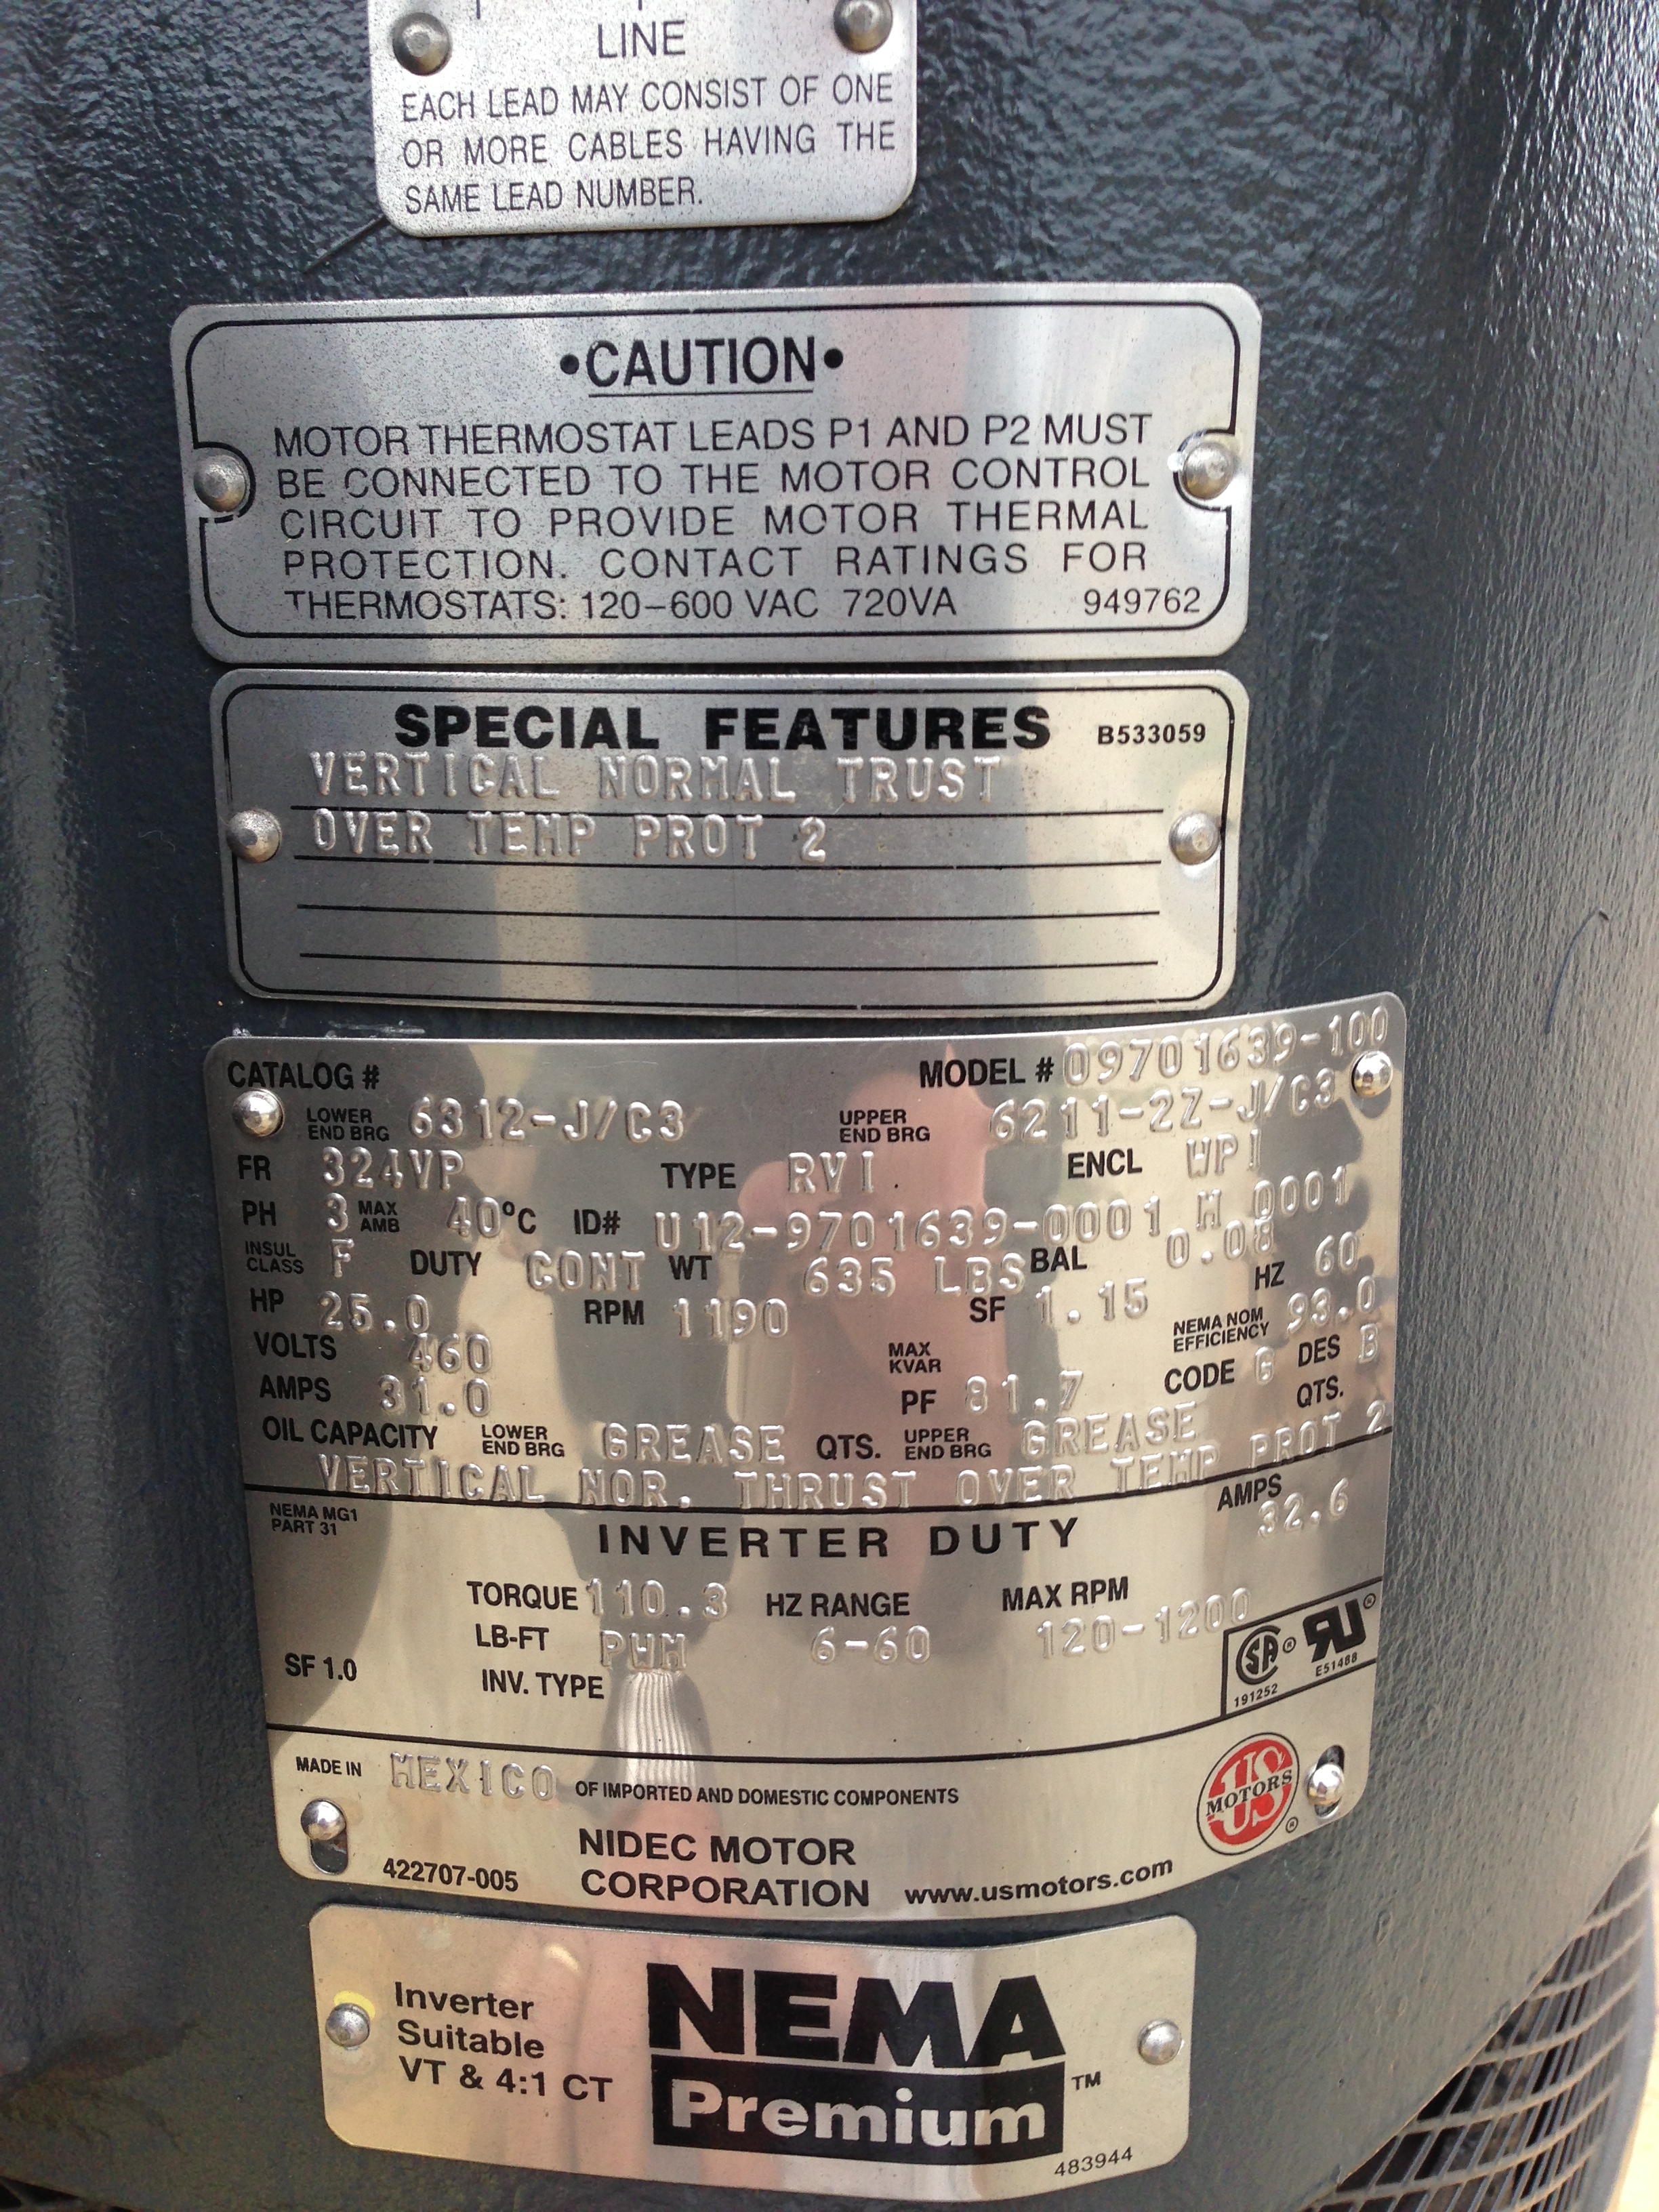 LINE
EACH LEAD MAY CONSIST OF ONE
OR MORE CABLES HAVING THE
SAME LEAD NUMBER.
•CAUTION•
MOTOR THERMOSTAT LEADS P1 AND P2 MUST
BE CONNECTED TO THE MOTOR CONTROL
CIRCUIT TO PROVIDE MOTOR THERMAL
PROTECTION. CONTACT RATINGS FOR
THERMOSTATS: 120-600 VAC 720VA 949762
SPECIAL FEATURES B533059
VERTICAL NORMAL TRUST
OVER TEMP PROT 2
CATALOG # MODEL # 09701639-100
LOWER END BRG 6312-J/C3 UPPER END BRG 6211-2Z-J/C3
FR 324VP TYPE RVI ENCL WPI
PH 3 MAX AMB 40°C ID# U12-9701639-0001 M 0001
INSUL CLASS F DUTY CONT WT 635 LBS BAL 0.08 HZ 60
HP 25.0 RPM 1190 SF 1.15 NEMA NOM EFFICIENCY 93.0
VOLTS 460 MAX KVAR CODE G DES B
AMPS 31.0 PF 81.7 QTS.
OIL CAPACITY LOWER END BRG GREASE QTS. UPPER END BRG GREASE
VERTICAL NOR. THRUST OVER TEMP PROT 2
NEMA MG1 PART 31 INVERTER DUTY AMPS 32.6
TORQUE 110.3 HZ RANGE MAX RPM
LB-FT PWM 6-60 120-1200
SF 1.0 INV. TYPE
SA ® RU ®
191252 E51488
MADE IN MEXICO OF IMPORTED AND DOMESTIC COMPONENTS
US MOTORS ®
NIDEC MOTOR
422707-005 CORPORATION www.usmotors.com
Inverter
Suitable
VT & 4:1 CT
NEMA
Premium ™
483944